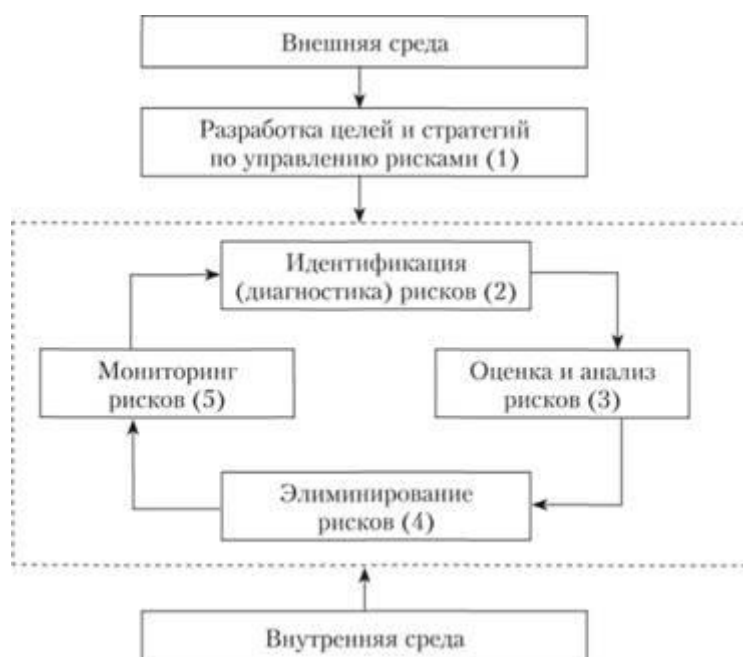 Внешняя среда
Разработка целей и стратегий
по управлению рисками (1)
Идентификация
(диагностика) рисков (2)
Мониторинг
рисков (5)
Оценка и анализ
рисков (3)
Элиминирование
рисков (4)
Внутренняя среда